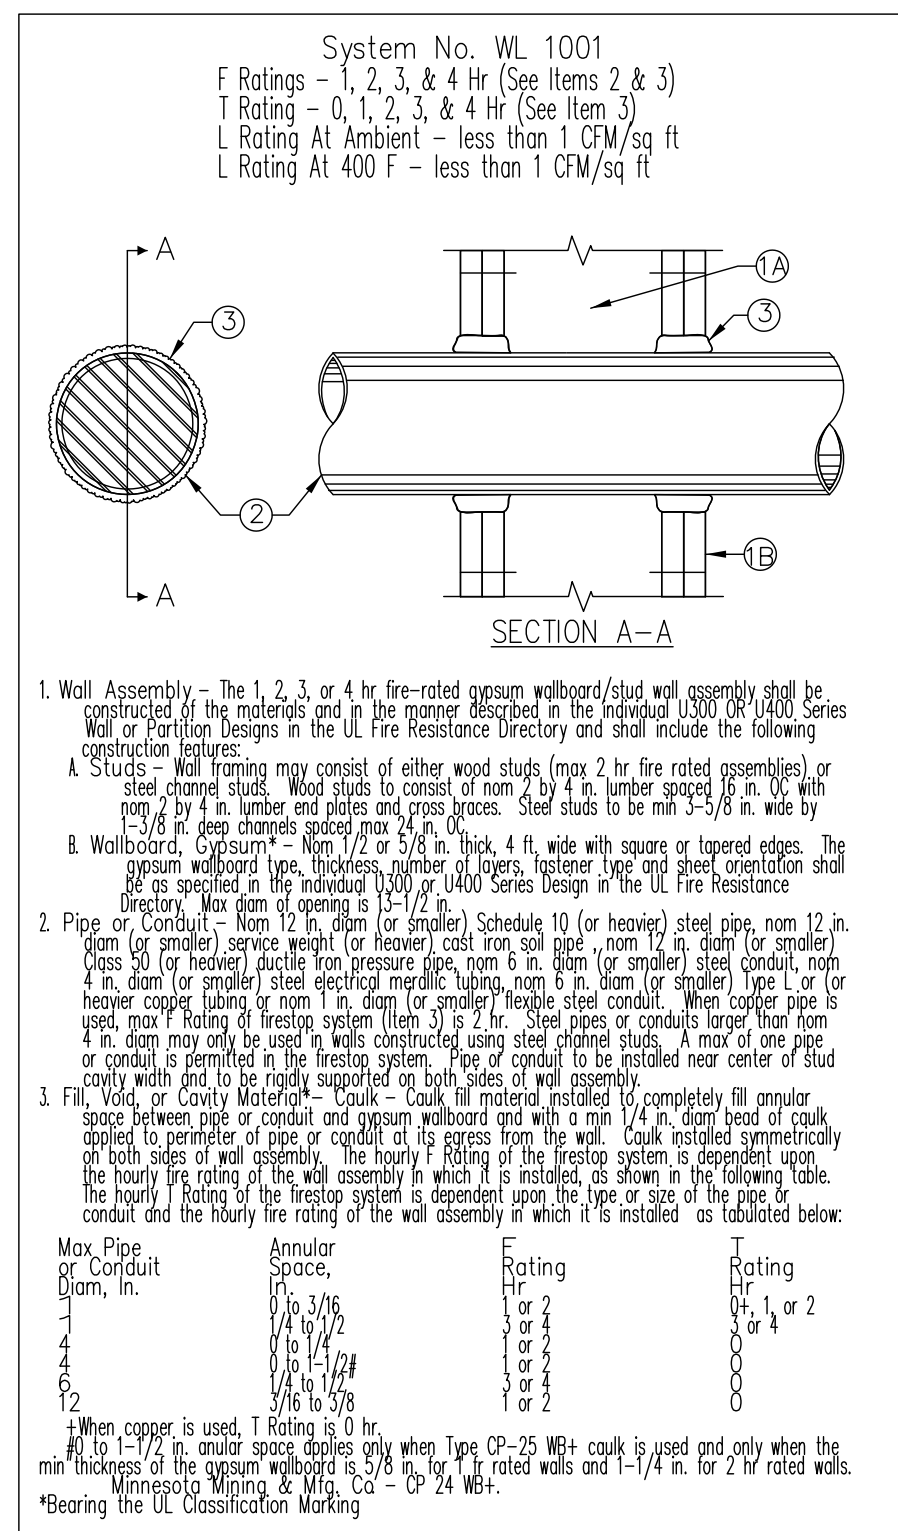 System No. WL 1001
F Ratings – 1, 2, 3, & 4 Hr (See Items 2 & 3)
T Rating – 0, 1, 2, 3, & 4 Hr (See Item 3)
L Rating At Ambient – less than 1 CFM/sq ft
L Rating At 400 F – less than 1 CFM/sq ft
A
1A
3
3
2
1B
A
SECTION A–A
1. Wall Assembly – The 1, 2, 3, or 4 hr fire–rated gypsum wallboard/stud wall assembly shall be
constructed of the materials and in the manner described in the individual U300 OR U400 Series
Wall or Partition Designs in the UL Fire Resistance Directory and shall include the following
construction features:
A. Studs – Wall framing may consist of either wood studs (max 2 hr fire rated assemblies) or
steel channel studs. Wood studs to consist of nom 2 by 4 in. lumber spaced 16 in. OC with
nom 2 by 4 in. lumber end plates and cross braces. Steel studs to be min 3–5/8 in. wide by
1–3/8 in. deep channels spaced max 24 in. OC.
B. Wallboard, Gypsum* – Nom 1/2 or 5/8 in. thick, 4 ft. wide with square or tapered edges. The
gypsum wallboard type, thickness, number of layers, fastener type and sheet orientation shall
be as specified in the individual U300 or U400 Series Design in the UL Fire Resistance
Directory. Max diam of opening is 13–1/2 in.
2. Pipe or Conduit – Nom 12 in. diam (or smaller) Schedule 10 (or heavier) steel pipe, nom 12 in.
diam (or smaller) service weight (or heavier) cast iron soil pipe , nom 12 in. diam (or smaller)
Class 50 (or heavier) ductile iron pressure pipe, nom 6 in. diam (or smaller) steel conduit, nom
4 in. diam (or smaller) steel electrical merallic tubing, nom 6 in. diam (or smaller) Type L or (or
heavier copper tubing or nom 1 in. diam (or smaller) flexible steel conduit. When copper pipe is
used, max F Rating of firestop system (Item 3) is 2 hr. Steel pipes or conduits larger than nom
4 in. diam may only be used in walls constructed using steel channel studs. A max of one pipe
or conduit is permitted in the firestop system. Pipe or conduit to be installed near center of stud
cavity width and to be rigidly supported on both sides of wall assembly.
3. Fill, Void, or Cavity Material*– Caulk – Caulk fill material installed to completely fill annular
space between pipe or conduit and gypsum wallboard and with a min 1/4 in. diam bead of caulk
applied to perimeter of pipe or conduit at its egress from the wall. Caulk installed symmetrically
on both sides of wall assembly. The hourly F Rating of the firestop system is dependent upon
the hourly fire rating of the wall assembly in which it is installed, as shown in the following table.
The hourly T Rating of the firestop system is dependent upon the type or size of the pipe or
conduit and the hourly fire rating of the wall assembly in which it is installed as tabulated below:
Max Pipe Annular F T
or Conduit Space, Rating Rating
Diam, In. In. Hr Hr
1 0 to 3/16 1 or 2 0+, 1, or 2
1 1/4 to 1/2 3 or 4 3 or 4
4 0 to 1/4 1 or 2 0
4 0 to 1–1/2# 1 or 2 0
6 1/4 to 1/2 3 or 4 0
12 3/16 to 3/8 1 or 2 0
+When copper is used, T Rating is 0 hr.
#0 to 1–1/2 in. anular space applies only when Type CP–25 WB+ caulk is used and only when the
min thickness of the gypsum wallboard is 5/8 in. for 1 fr rated walls and 1–1/4 in. for 2 hr rated walls.
Minnesota Mining & Mfg. Co. – CP 24 WB+.
*Bearing the UL Classification Marking